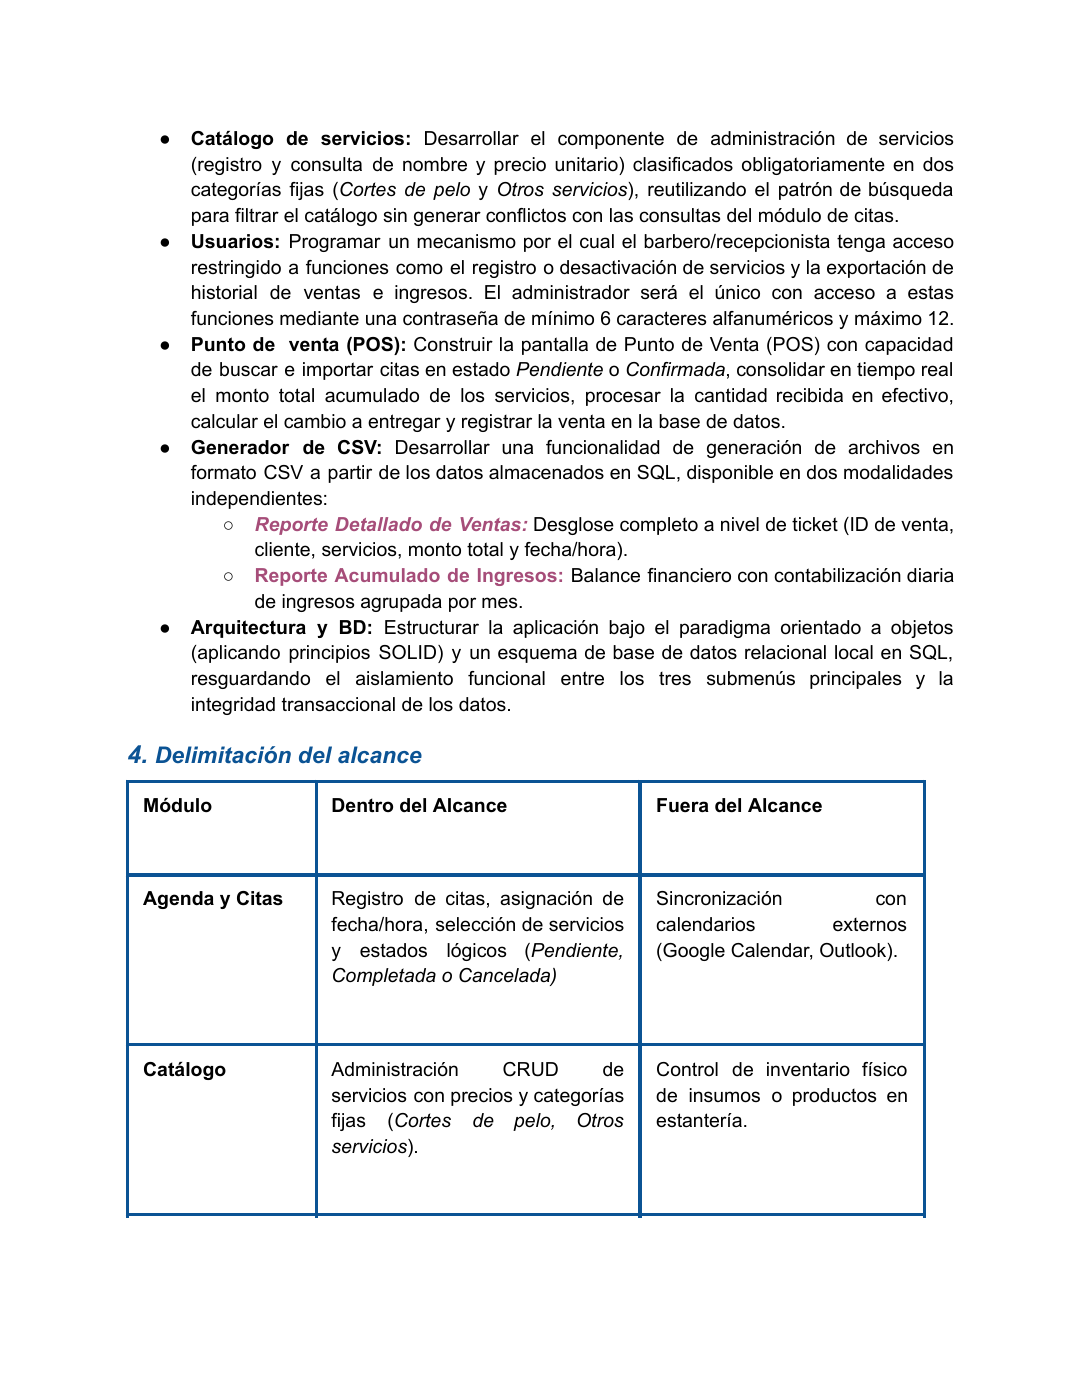 ● Catálogo de servicios: Desarrollar el componente de administración de servicios
(registro y consulta de nombre y precio unitario) clasificados obligatoriamente en dos
categorías fijas (Cortes de pelo y Otros servicios), reutilizando el patrón de búsqueda
para filtrar el catálogo sin generar conflictos con las consultas del módulo de citas.
● Usuarios: Programar un mecanismo por el cual el barbero/recepcionista tenga acceso
restringido a funciones como el registro o desactivación de servicios y la exportación de
historial de ventas e ingresos. El administrador será el único con acceso a estas
funciones mediante una contraseña de mínimo 6 caracteres alfanuméricos y máximo 12.
● Punto de venta (POS): Construir la pantalla de Punto de Venta (POS) con capacidad
de buscar e importar citas en estado Pendiente o Confirmada, consolidar en tiempo real
el monto total acumulado de los servicios, procesar la cantidad recibida en efectivo,
calcular el cambio a entregar y registrar la venta en la base de datos.
● Generador de CSV: Desarrollar una funcionalidad de generación de archivos en
formato CSV a partir de los datos almacenados en SQL, disponible en dos modalidades
independientes:
○ Reporte Detallado de Ventas: Desglose completo a nivel de ticket (ID de venta,
cliente, servicios, monto total y fecha/hora).
○ Reporte Acumulado de Ingresos: Balance financiero con contabilización diaria
de ingresos agrupada por mes.
● Arquitectura y BD: Estructurar la aplicación bajo el paradigma orientado a objetos
(aplicando principios SOLID) y un esquema de base de datos relacional local en SQL,
resguardando el aislamiento funcional entre los tres submenús principales y la
integridad transaccional de los datos.
4. Delimitación del alcance
Módulo
Dentro del Alcance
Fuera del Alcance
Agenda y Citas
Registro de citas, asignación de
fecha/hora, selección de servicios
y estados lógicos (Pendiente,
Completada o Cancelada)
Sincronización con
calendarios externos
(Google Calendar, Outlook).
Catálogo
Administración CRUD de
servicios con precios y categorías
fijas (Cortes de pelo, Otros
servicios).
Control de inventario físico
de insumos o productos en
estantería.